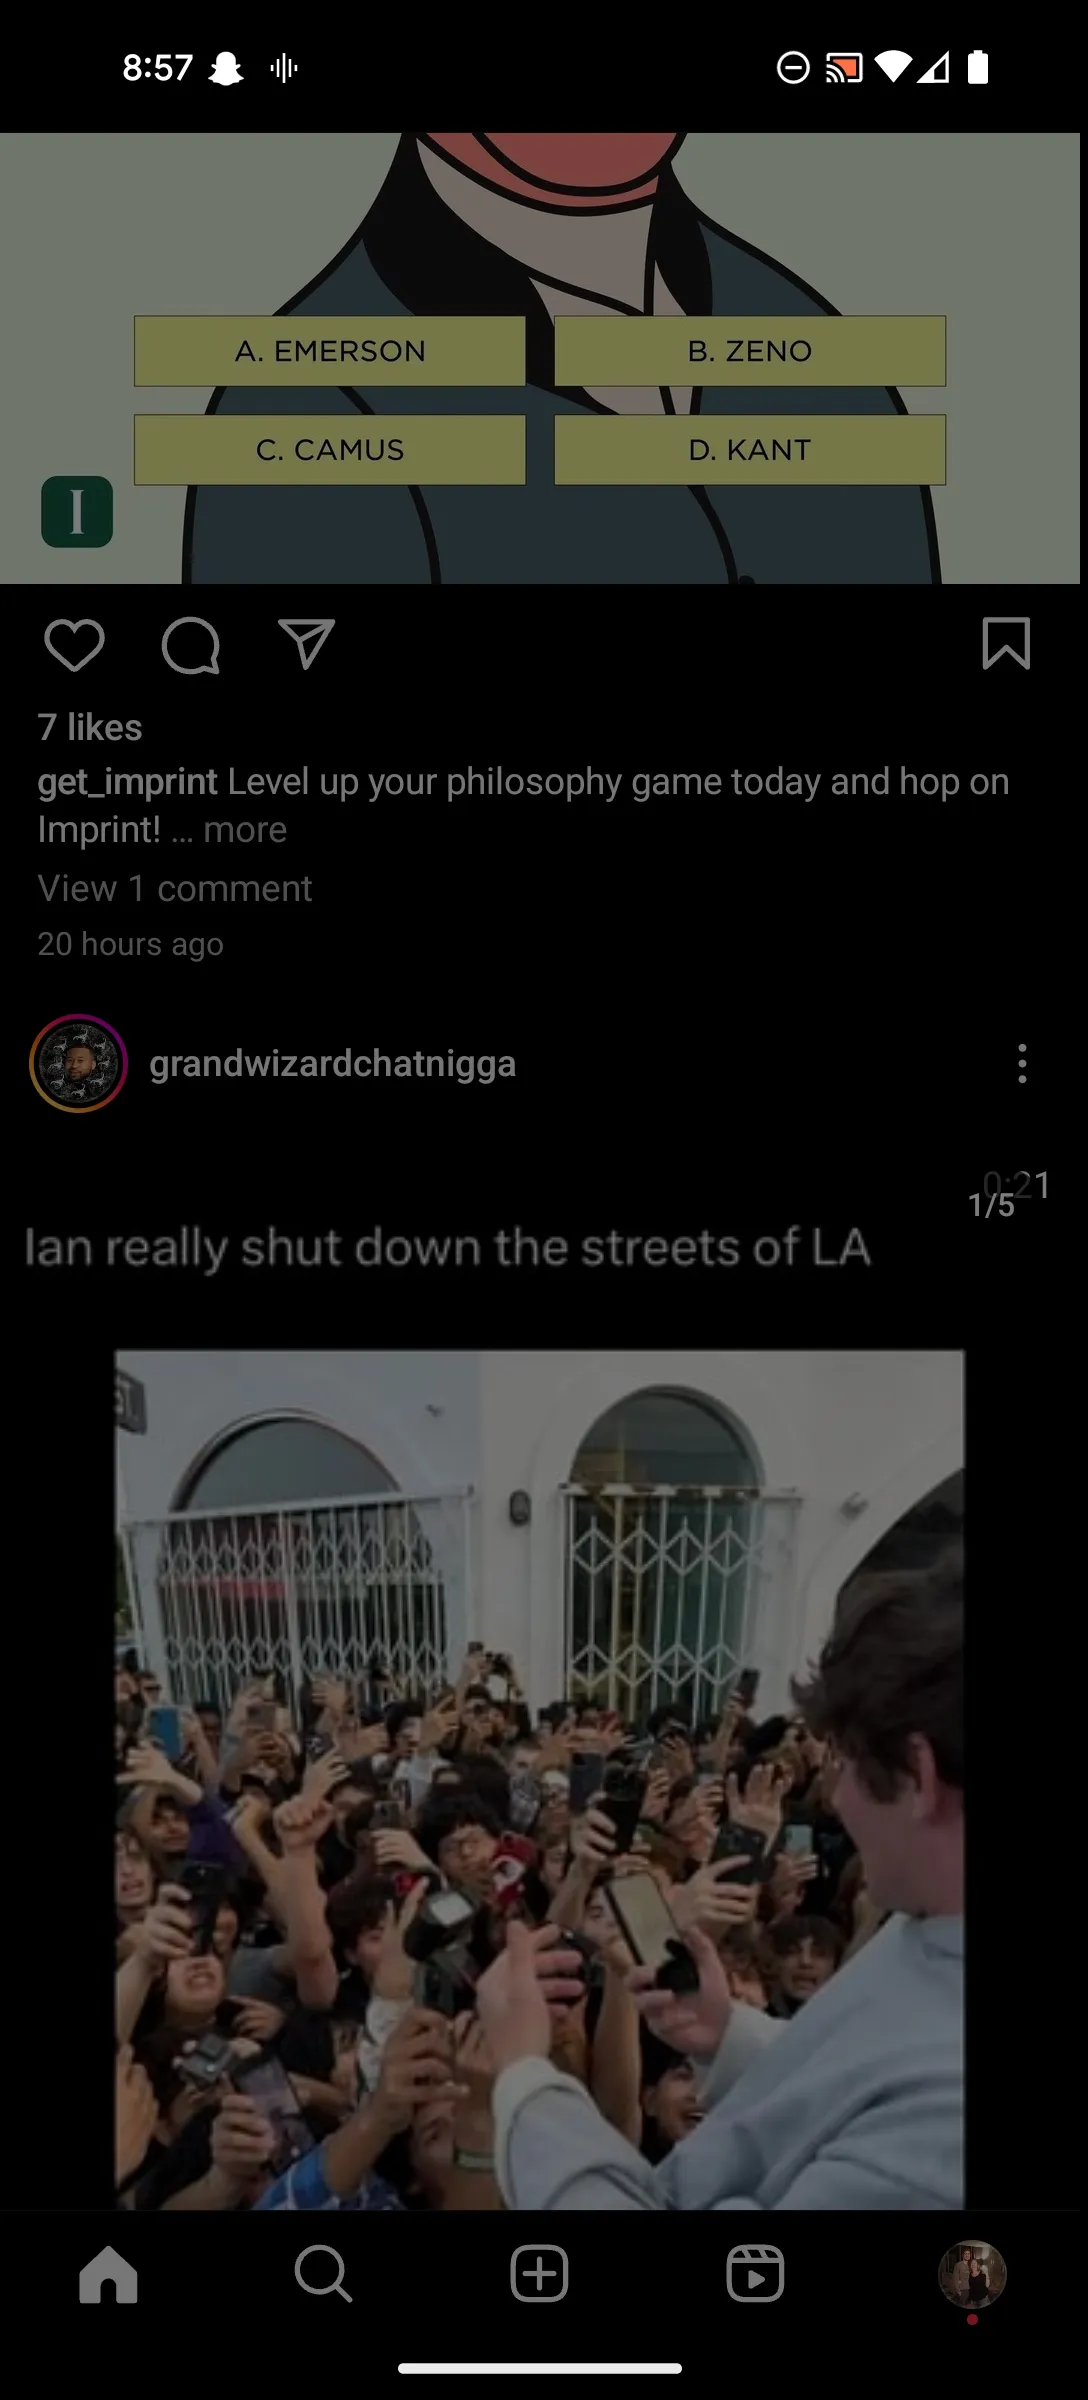 8:57
A. EMERSON
B. ZENO
C. CAMUS
D. KANT
I
7 likes
get_imprint Level up your philosophy game today and hop on
Imprint! ... more
View 1 comment
20 hours ago
grandwizardchatnigga
0:21
1/5
Ian really shut down the streets of LA